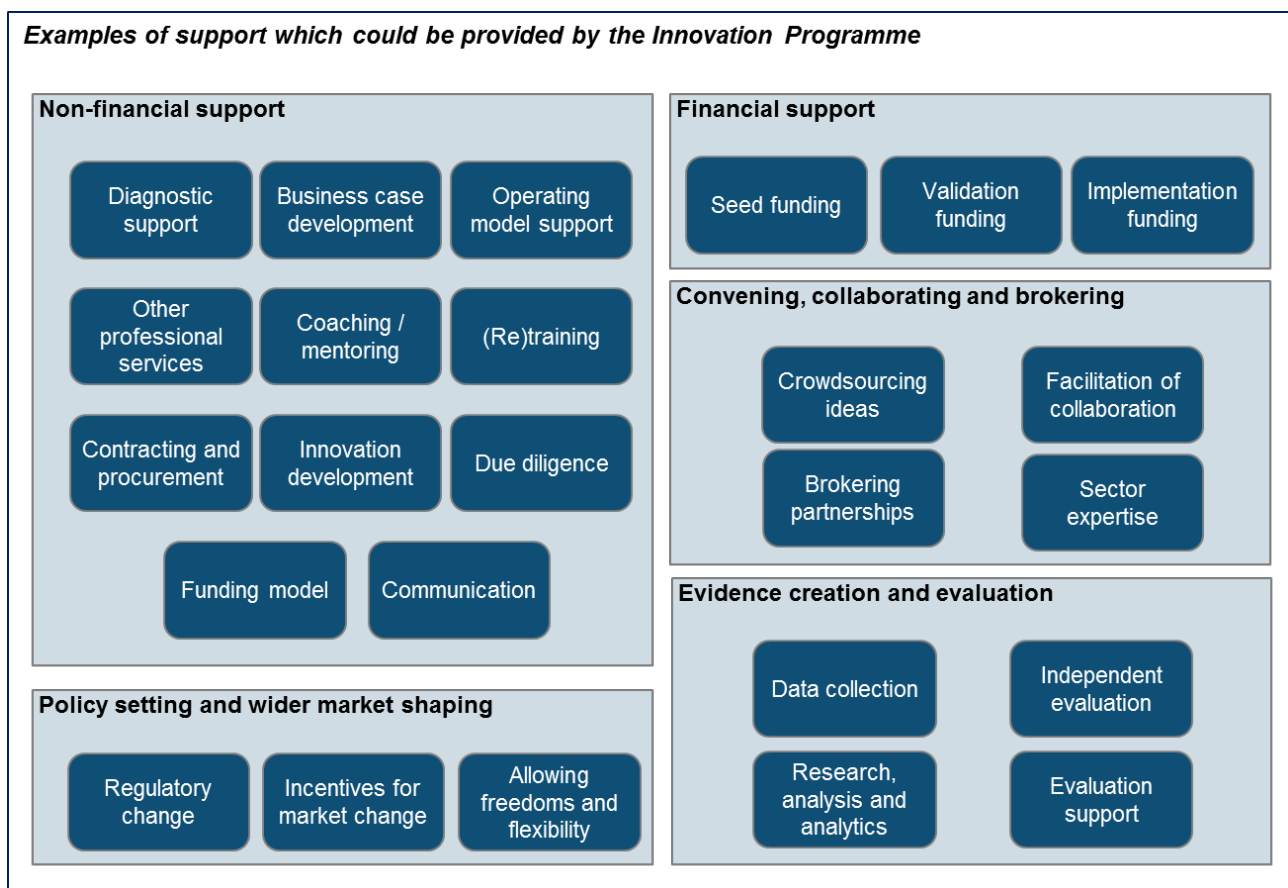 Examples of support which could be provided by the Innovation Programme
Non-financial support
Diagnostic
support
Business case
development
Operating
model support
Other
professional
services
Coaching /
mentoring
(Re)training
Contracting and
procurement
Innovation
development
Due diligence
Funding model
Communication
Policy setting and wider market shaping
Regulatory
change
Incentives for
market change
Allowing
freedoms and
flexibility
Financial support
Seed funding
Validation
funding
Implementation
funding
Convening, collaborating and brokering
Crowdsourcing
ideas
Facilitation of
collaboration
Brokering
partnerships
Sector
expertise
Evidence creation and evaluation
Data collection
Independent
evaluation
Research,
analysis and
analytics
Evaluation
support